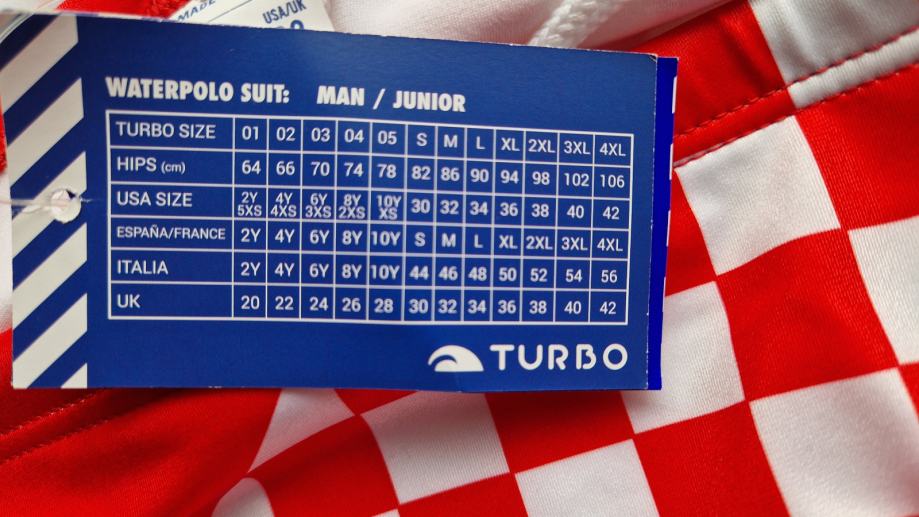 MADE
USA/UK
WATERPOLO SUIT: MAN / JUNIOR
TURBO SIZE 01 02 03 04 05 S M L XL 2XL 3XL 4XL
HIPS (cm) 64 66 70 74 78 82 86 90 94 98 102 106
USA SIZE 2Y 5XS 4Y 4XS 6Y 3XS 8Y 2XS 10Y XS 30 32 34 36 38 40 42
ESPAÑA/FRANCE 2Y 4Y 6Y 8Y 10Y S M L XL 2XL 3XL 4XL
ITALIA 2Y 4Y 6Y 8Y 10Y 44 46 48 50 52 54 56
UK 20 22 24 26 28 30 32 34 36 38 40 42
TURBO